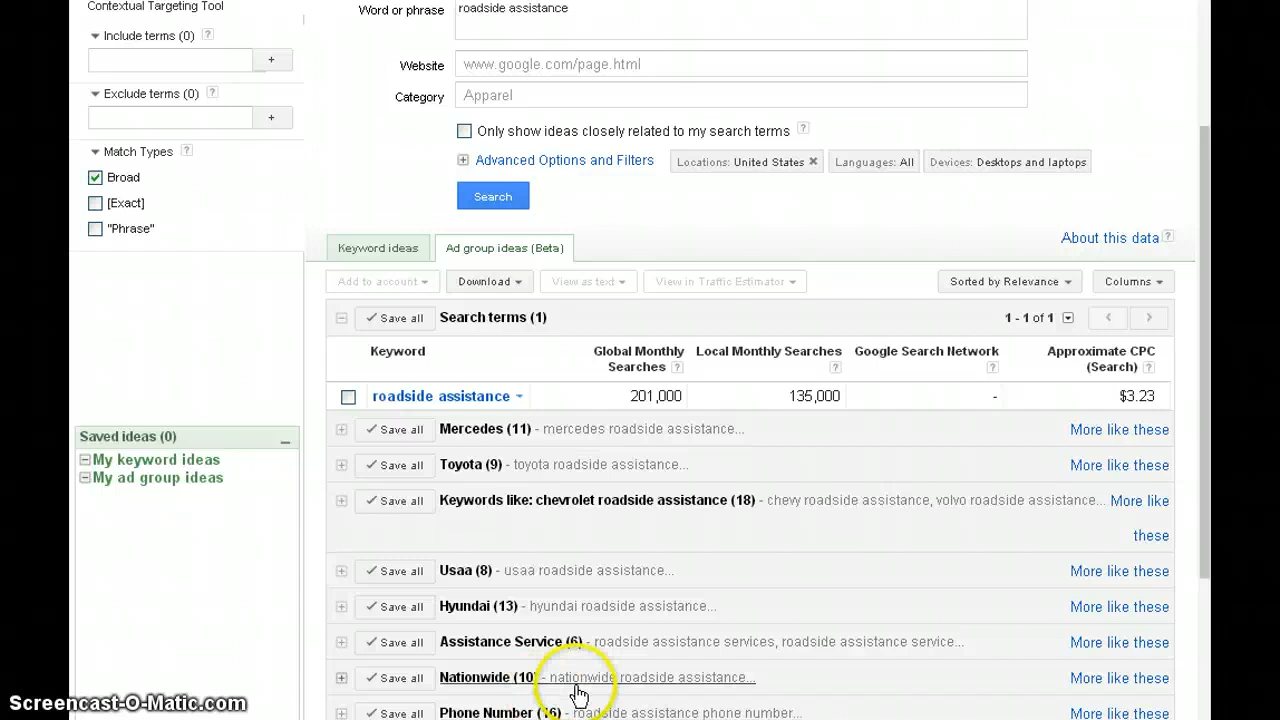 Contextual Targeting Tool
Include terms (0) ?
+
Exclude terms (0) ?
+
Match Types ?
Broad
[Exact]
"Phrase"
Saved ideas (0)
My keyword ideas
My ad group ideas
Word or phrase roadside assistance
Website www.google.com/page.html
Category Apparel
Only show ideas closely related to my search terms ?
Advanced Options and Filters Locations: United States × Languages: All Devices: Desktops and laptops
Search
Keyword ideas Ad group ideas (Beta) About this data ?
Add to account Download View as text View in Traffic Estimator Sorted by Relevance Columns
Save all Search terms (1) 1 - 1 of 1
Keyword Global Monthly Searches ? Local Monthly Searches ? Google Search Network ? Approximate CPC (Search) ?
roadside assistance 201,000 135,000 - $3.23
Save all Mercedes (11) - mercedes roadside assistance... More like these
Save all Toyota (9) - toyota roadside assistance... More like these
Save all Keywords like: chevrolet roadside assistance (18) - chevy roadside assistance, volvo roadside assistance... More like
these
Save all Usaa (8) - usaa roadside assistance... More like these
Save all Hyundai (13) - hyundai roadside assistance... More like these
Save all Assistance Service (6) - roadside assistance services, roadside assistance service... More like these
Save all Nationwide (10) - nationwide roadside assistance... More like these
Save all Phone Number (16) - roadside assistance phone number... More like these
Screencast-O-Matic.com